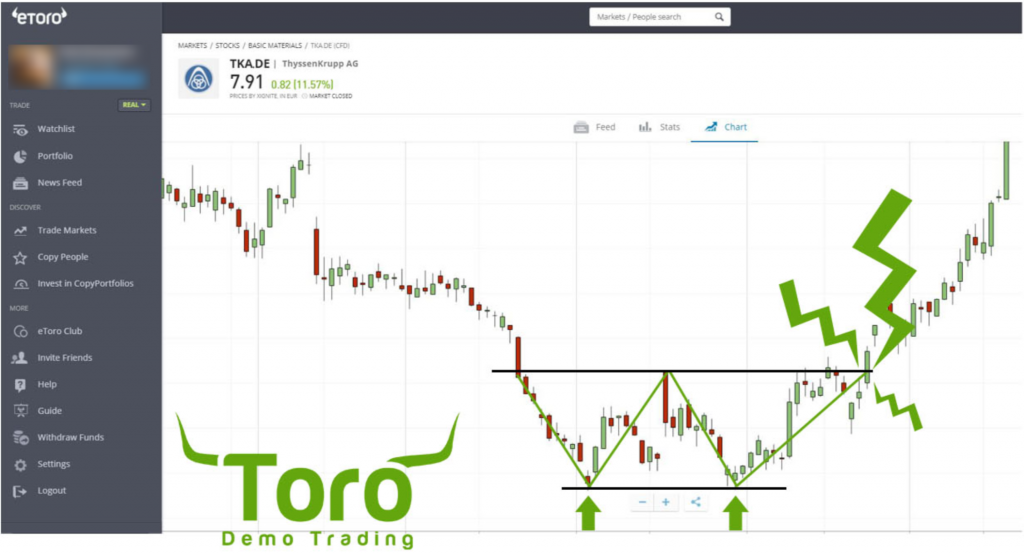 eToro
Markets / People search
MARKETS / STOCKS / BASIC MATERIALS / TKA.DE (CFD)
TKA.DE | ThyssenKrupp AG
7.91 0.82 (11.57%)
PRICES BY XIGNITE, IN EUR MARKET CLOSED
TRADE REAL
Watchlist
Portfolio
News Feed
DISCOVER
Trade Markets
Copy People
Invest in CopyPortfolios
MORE
eToro Club
Invite Friends
Help
Guide
Withdraw Funds
Settings
Logout
Feed Stats Chart
Toro
Demo Trading